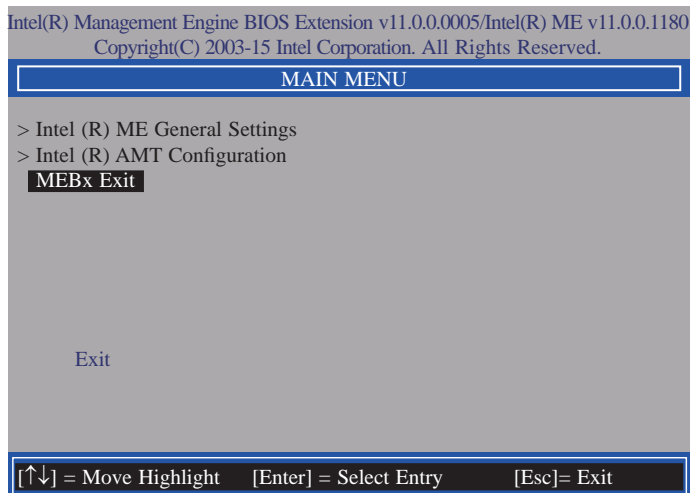 Intel(R) Management Engine BIOS Extension v11.0.0.0005/Intel(R) ME v11.0.0.1180
Copyright(C) 2003-15 Intel Corporation. All Rights Reserved.
MAIN MENU
> Intel (R) ME General Settings
> Intel (R) AMT Configuration
MEBx Exit
Exit
[↑↓] = Move Highlight [Enter] = Select Entry [Esc]= Exit